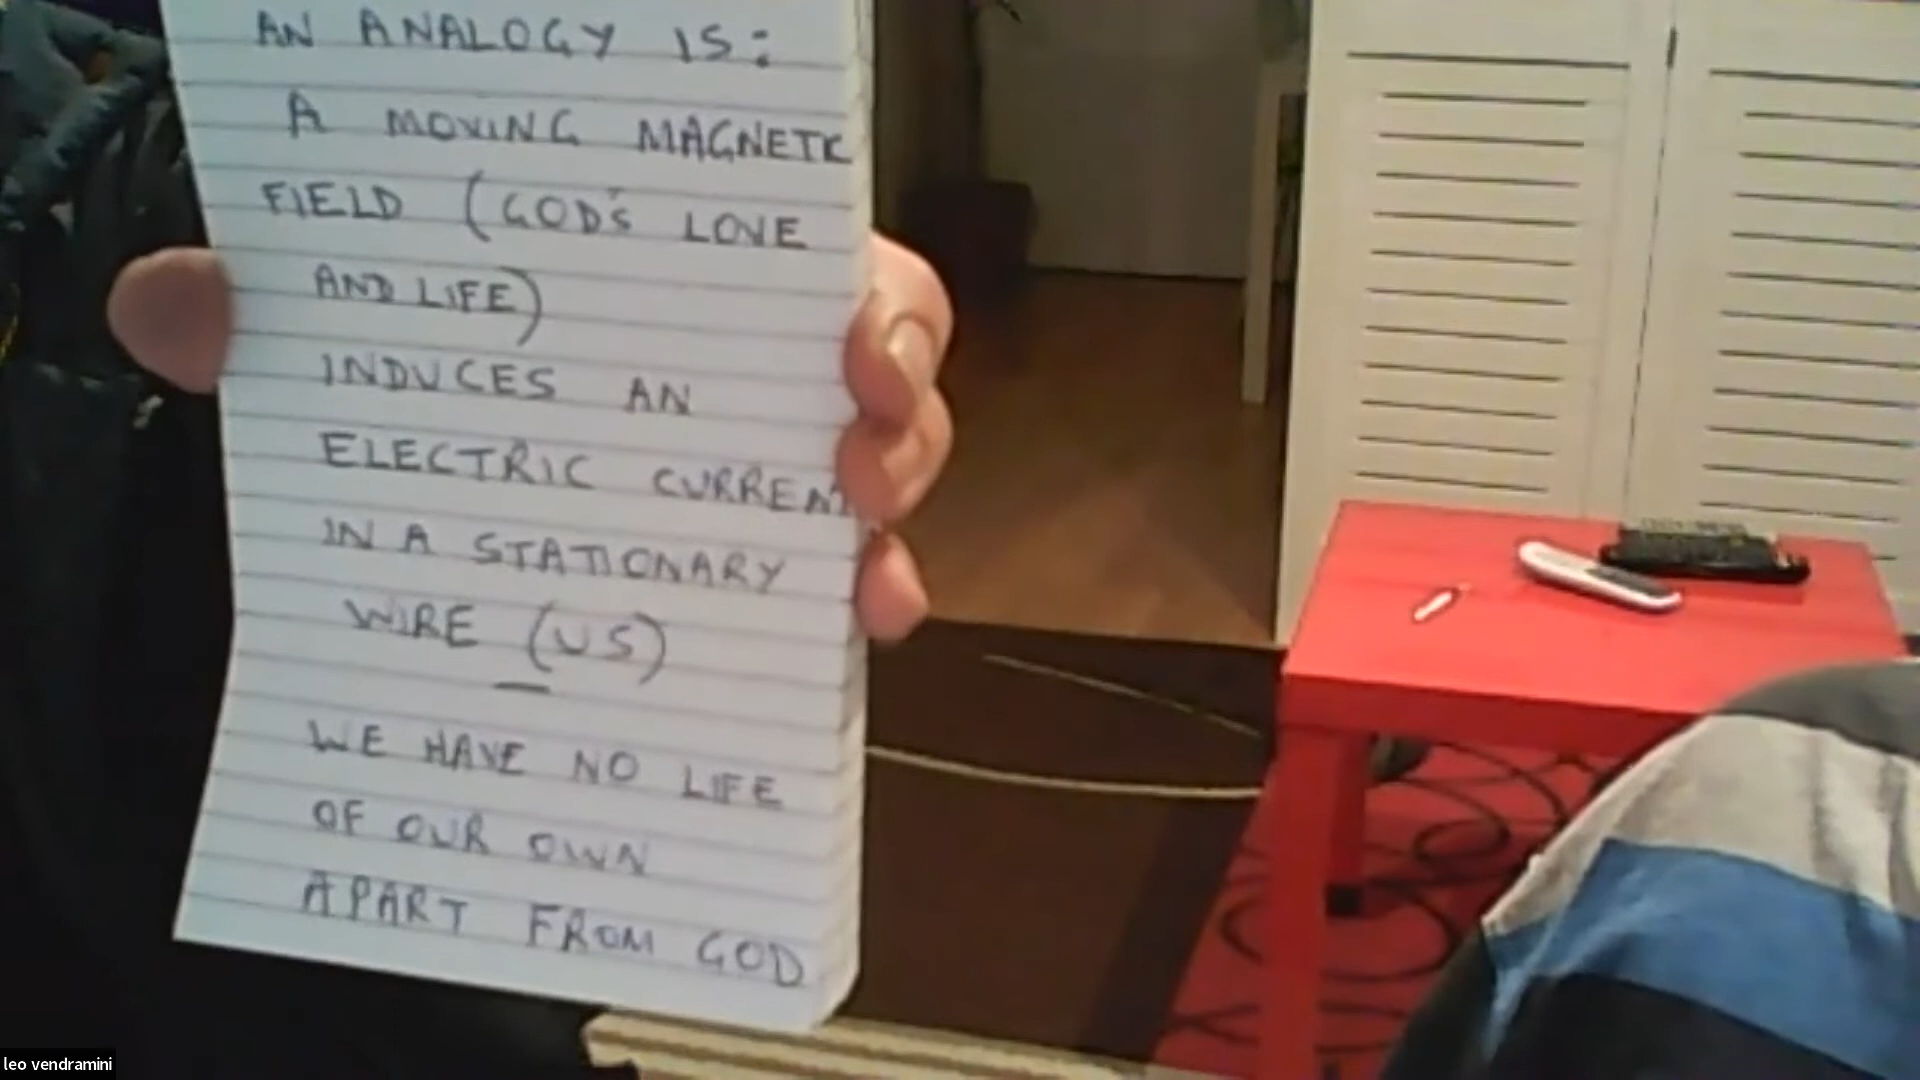 AN ANALOGY IS:
A MOVING MAGNETIC
FIELD (GOD'S LOVE
AND LIFE)
INDUCES AN
ELECTRIC CURRENT
IN A STATIONARY
WIRE (US)
WE HAVE NO LIFE
OF OUR OWN
APART FROM GOD
leo vendramini